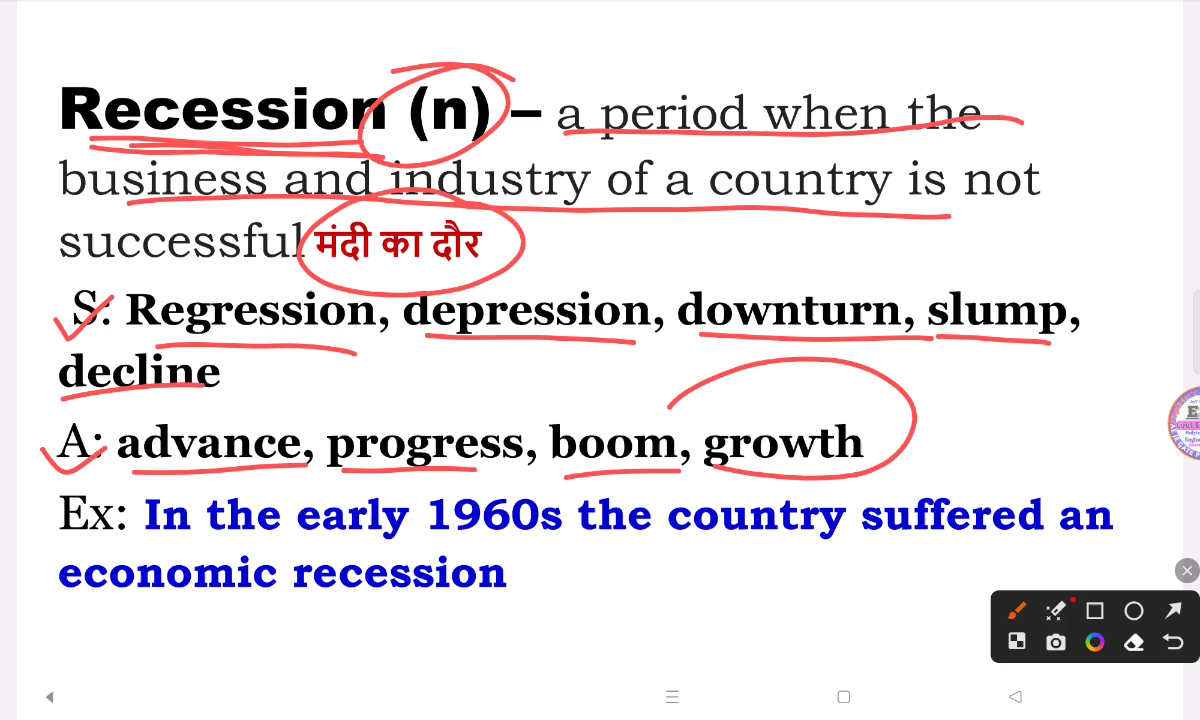 Recession (n) – a period when the
business and industry of a country is not
successful मंदी का दौर
S: Regression, depression, downturn, slump,
decline
A: advance, progress, boom, growth
Ex: In the early 1960s the country suffered an
economic recession